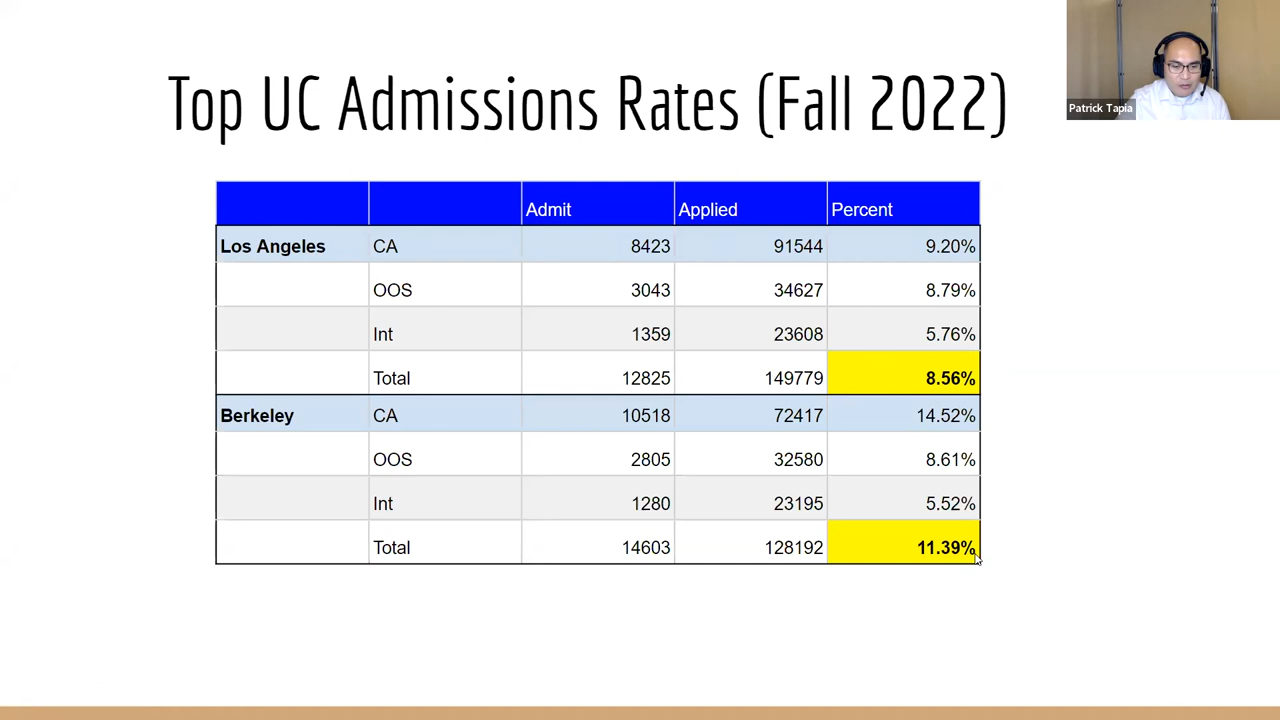 Top UC Admissions Rates (Fall 2022)
Patrick Tapia
Admit Applied Percent
Los Angeles CA 8423 91544 9.20%
OOS 3043 34627 8.79%
Int 1359 23608 5.76%
Total 12825 149779 8.56%
Berkeley CA 10518 72417 14.52%
OOS 2805 32580 8.61%
Int 1280 23195 5.52%
Total 14603 128192 11.39%